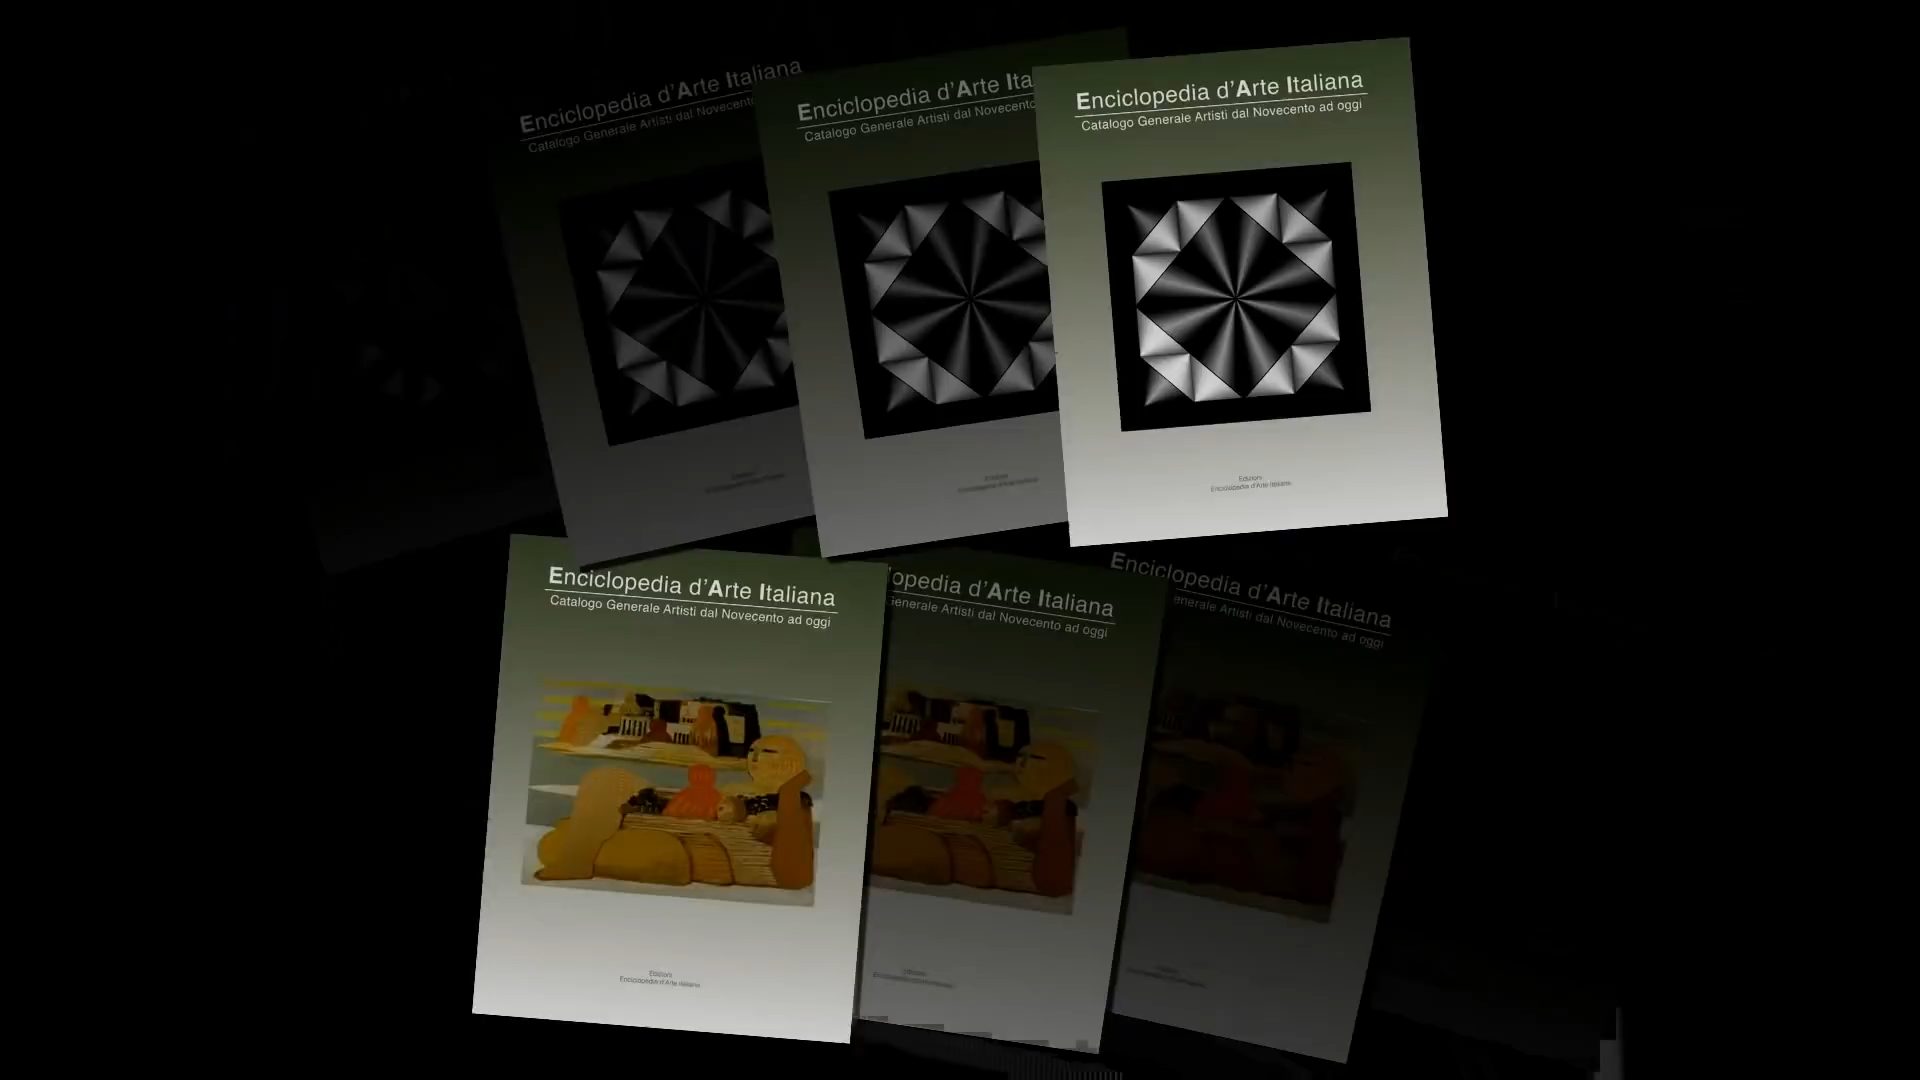 Enciclopedia d'Arte Italiana
Catalogo Generale Artisti dal Novecento
Enciclopedia d'Arte Ita
Catalogo Generale Artisti dal Novecento
Enciclopedia d'Arte Italiana
Catalogo Generale Artisti dal Novecento ad oggi
Edizioni
Enciclopedia d'Arte Italiana
Enciclopedia d'Arte Italiana
Catalogo Generale Artisti dal Novecento ad oggi
Edizioni
Enciclopedia d'Arte Italiana
lopedia d'Arte Italiana
Generale Artisti dal Novecento ad oggi
Enciclopedia d'Arte Italiana
enerale Artisti dal Novecento ad oggi